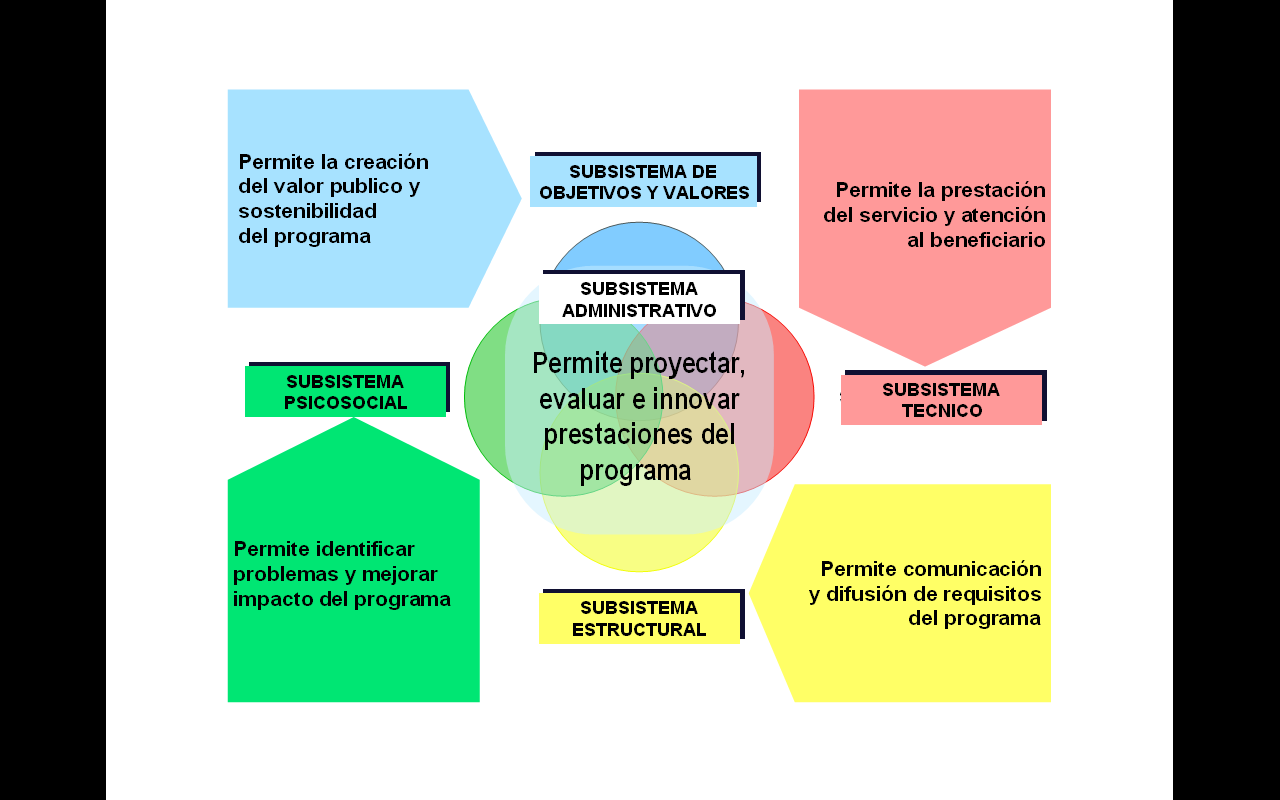 Permite la creación
del valor publico y
sostenibilidad
del programa
SUBSISTEMA DE
OBJETIVOS Y VALORES
Permite la prestación
del servicio y atención
al beneficiario
SUBSISTEMA
ADMINISTRATIVO
Permite proyectar,
evaluar e innovar
prestaciones del
programa
SUBSISTEMA
PSICOSOCIAL
SUBSISTEMA
TECNICO
Permite identificar
problemas y mejorar
impacto del programa
SUBSISTEMA
ESTRUCTURAL
Permite comunicación
y difusión de requisitos
del programa